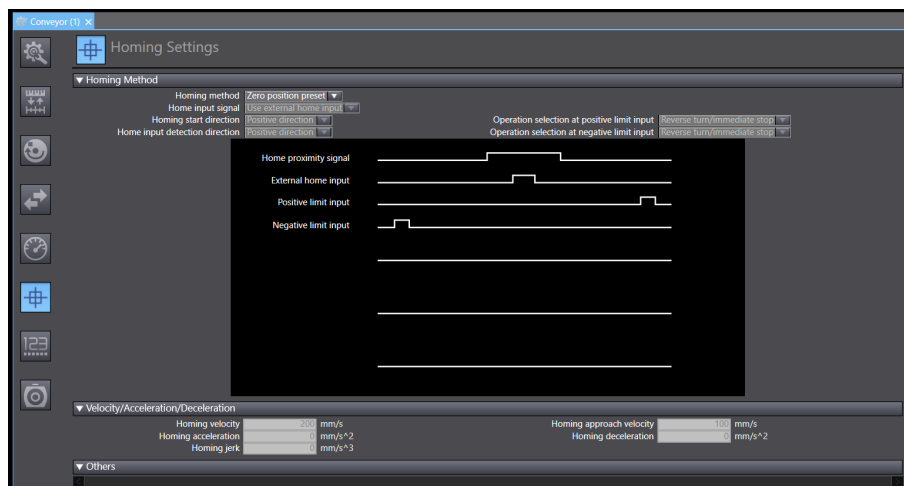 Conveyor (1) ×
Homing Settings
▼ Homing Method
Homing method Zero position preset ▼
Home input signal Use external home input ▼
Homing start direction Positive direction ▼ Operation selection at positive limit input Reverse turn/immediate stop ▼
Home input detection direction Positive direction ▼ Operation selection at negative limit input Reverse turn/immediate stop ▼
Home proximity signal
External home input
Positive limit input
Negative limit input
123
▼ Velocity/Acceleration/Deceleration
Homing velocity 200 mm/s Homing approach velocity 100 mm/s
Homing acceleration 0 mm/s^2 Homing deceleration 0 mm/s^2
Homing jerk 0 mm/s^3
▼ Others